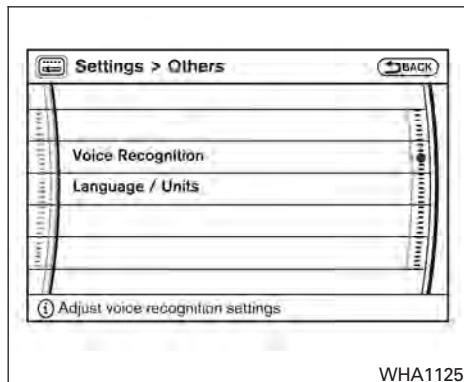 Settings > Others
BACK
Voice Recognition
Language / Units
Adjust voice recognition settings
WHA1125